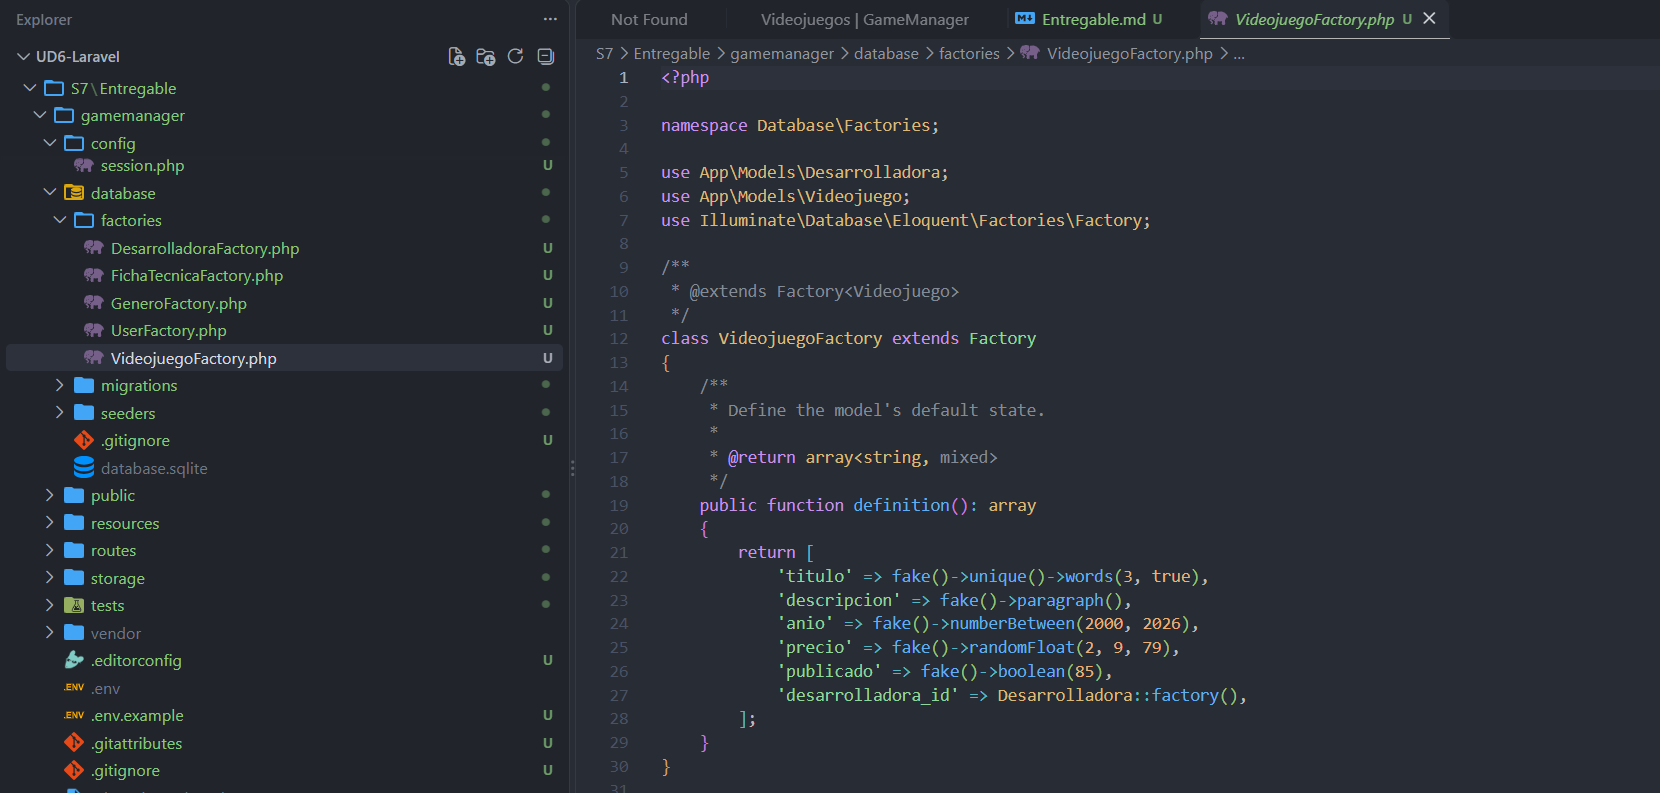 Explorer
...
UD6-Laravel
S7\Entregable
gamemanager
config
session.php U
database
factories
DesarrolladoraFactory.php U
FichaTecnicaFactory.php U
GeneroFactory.php U
UserFactory.php U
VideojuegoFactory.php U
migrations
seeders
.gitignore U
database.sqlite
public
resources
routes
storage
tests
vendor
.editorconfig U
.ENV .env
.ENV .env.example U
.gitattributes U
.gitignore U
Not Found
Videojuegos | GameManager
M↓ Entregable.md U
VideojuegoFactory.php U
S7 > Entregable > gamemanager > database > factories > VideojuegoFactory.php > ...
1 <?php
2
3 namespace Database\Factories;
4
5 use App\Models\Desarrolladora;
6 use App\Models\Videojuego;
7 use Illuminate\Database\Eloquent\Factories\Factory;
8
9 /**
10 * @extends Factory<Videojuego>
11 */
12 class VideojuegoFactory extends Factory
13 {
14 /**
15 * Define the model's default state.
16 *
17 * @return array<string, mixed>
18 */
19 public function definition(): array
20 {
21 return [
22 'titulo' => fake()->unique()->words(3, true),
23 'descripcion' => fake()->paragraph(),
24 'anio' => fake()->numberBetween(2000, 2026),
25 'precio' => fake()->randomFloat(2, 9, 79),
26 'publicado' => fake()->boolean(85),
27 'desarrolladora_id' => Desarrolladora::factory(),
28 ];
29 }
30 }
31